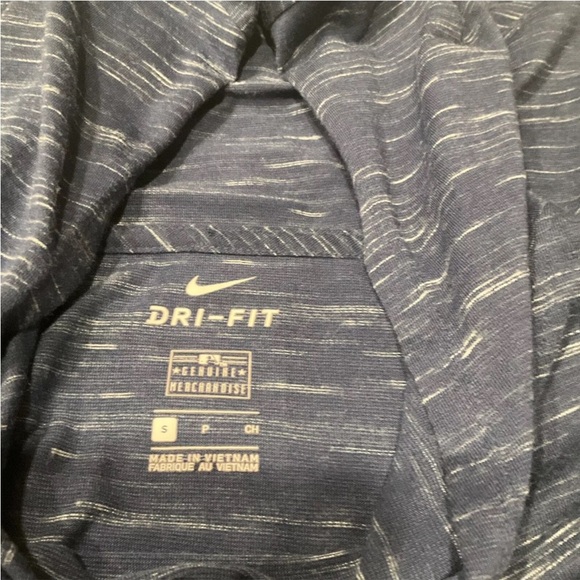 DRI-FIT
GENUINE
MERCHANDISE
S P CH
MADE IN VIETNAM
FABRIQUE AU VIETNAM